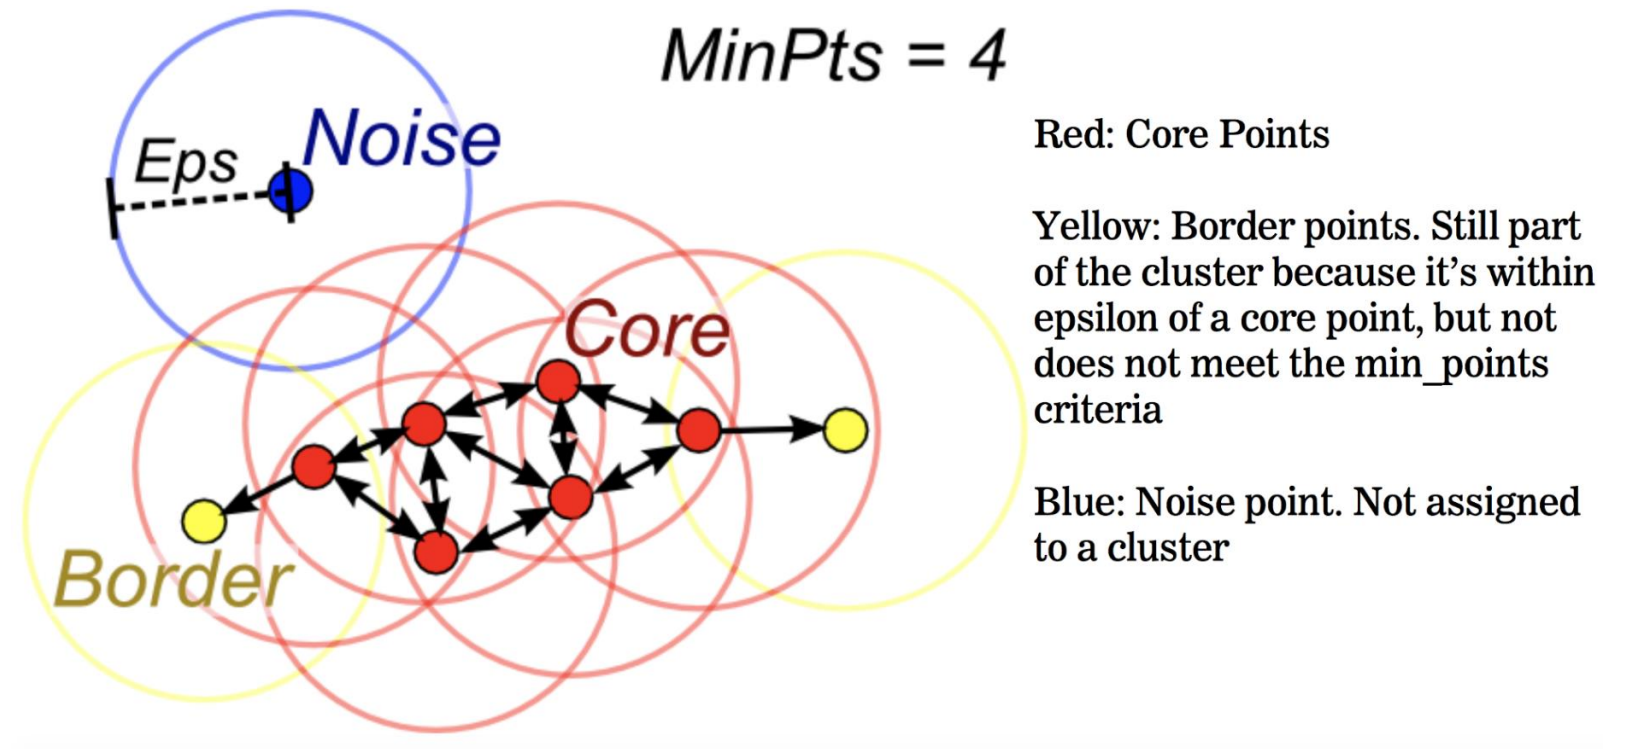 MinPts = 4
Noise
Eps
Core
Border
Red: Core Points
Yellow: Border points. Still part
of the cluster because it’s within
epsilon of a core point, but not
does not meet the min_points
criteria
Blue: Noise point. Not assigned
to a cluster